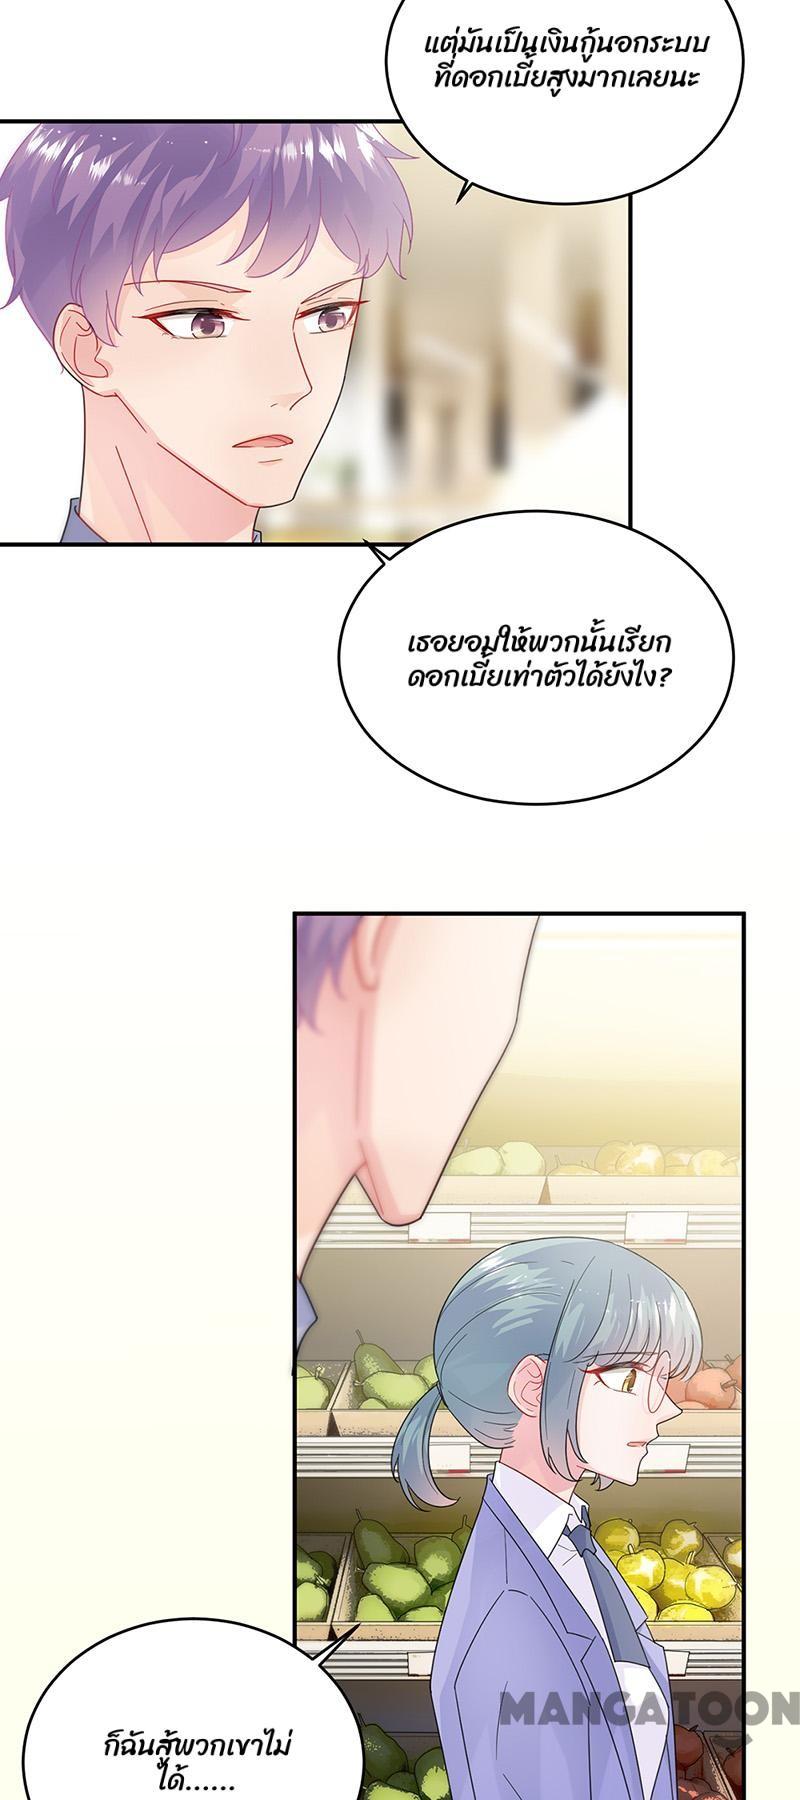 แต่มันเป็นเงินกู้นอกระบบ
ที่ดอกเบี้ยสูงมากเลยนะ
เธอยอมให้พวกนั้นเรียก
ดอกเบี้ยเท่าตัวได้ยังไง?
ก็ฉันสู้พวกเขาไม่
ได้......
MANGATOON